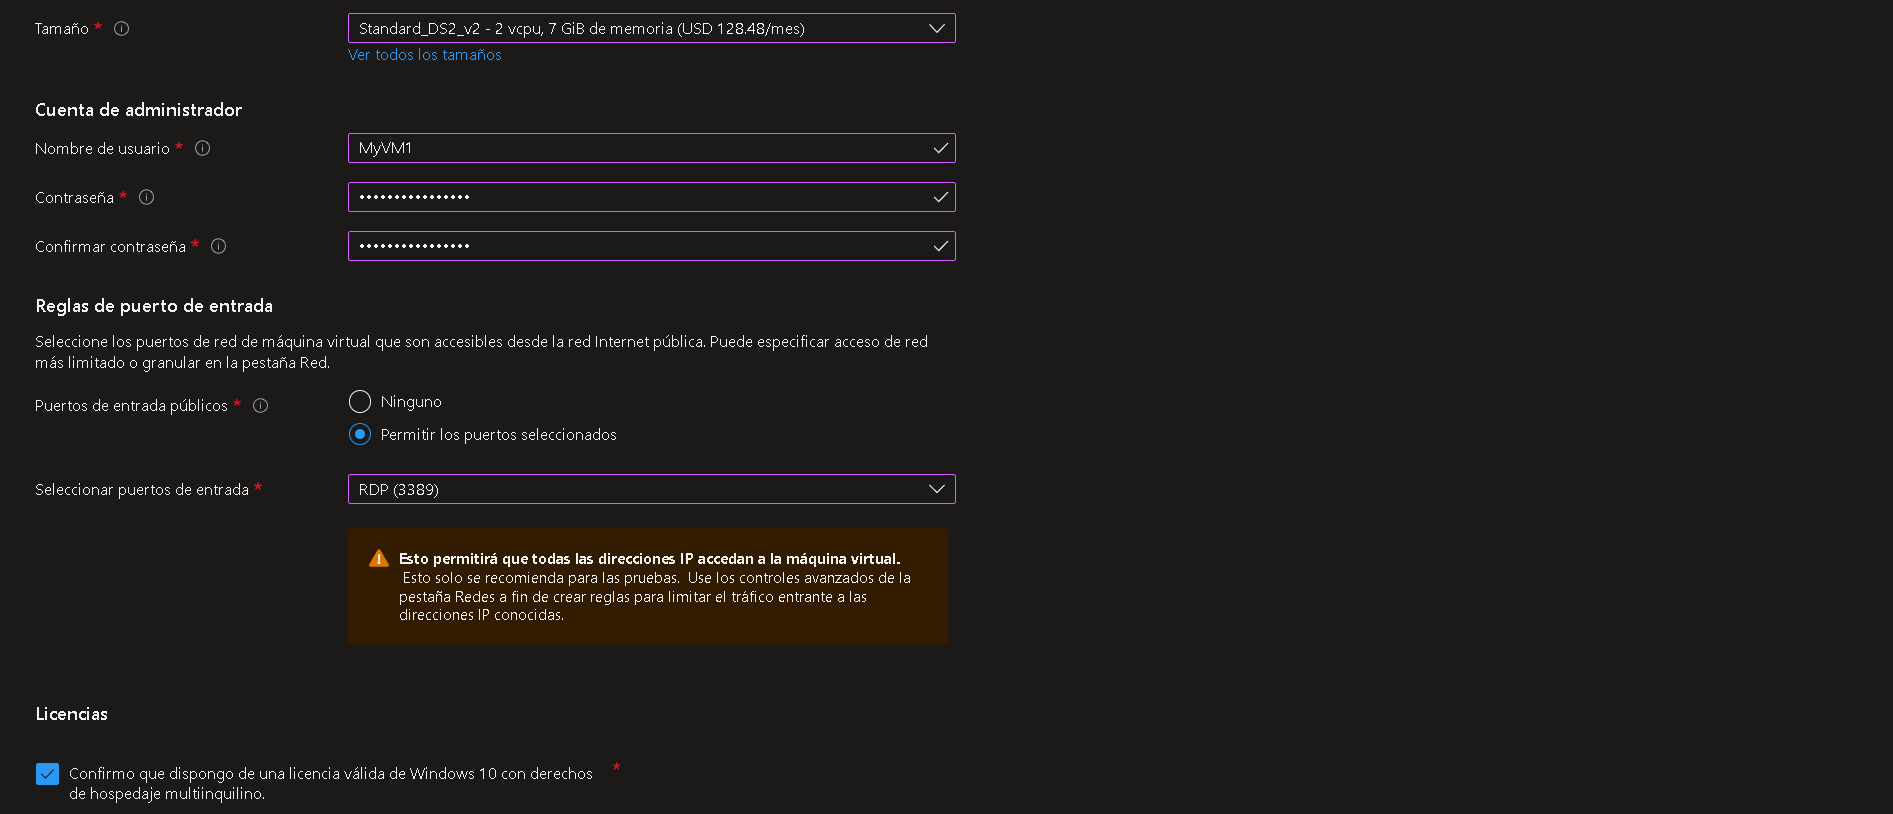 Tamaño *
Standard_DS2_v2 - 2 vcpu, 7 GiB de memoria (USD 128.48/mes)
Ver todos los tamaños
Cuenta de administrador
Nombre de usuario *
MyVM1
Contraseña *
••••••••••••••••
Confirmar contraseña *
••••••••••••••••
Reglas de puerto de entrada
Seleccione los puertos de red de máquina virtual que son accesibles desde la red Internet pública. Puede especificar acceso de red
más limitado o granular en la pestaña Red.
Puertos de entrada públicos *
Ninguno
Permitir los puertos seleccionados
Seleccionar puertos de entrada *
RDP (3389)
Esto permitirá que todas las direcciones IP accedan a la máquina virtual.
Esto solo se recomienda para las pruebas. Use los controles avanzados de la
pestaña Redes a fin de crear reglas para limitar el tráfico entrante a las
direcciones IP conocidas.
Licencias
Confirmo que dispongo de una licencia válida de Windows 10 con derechos *
de hospedaje multiinquilino.